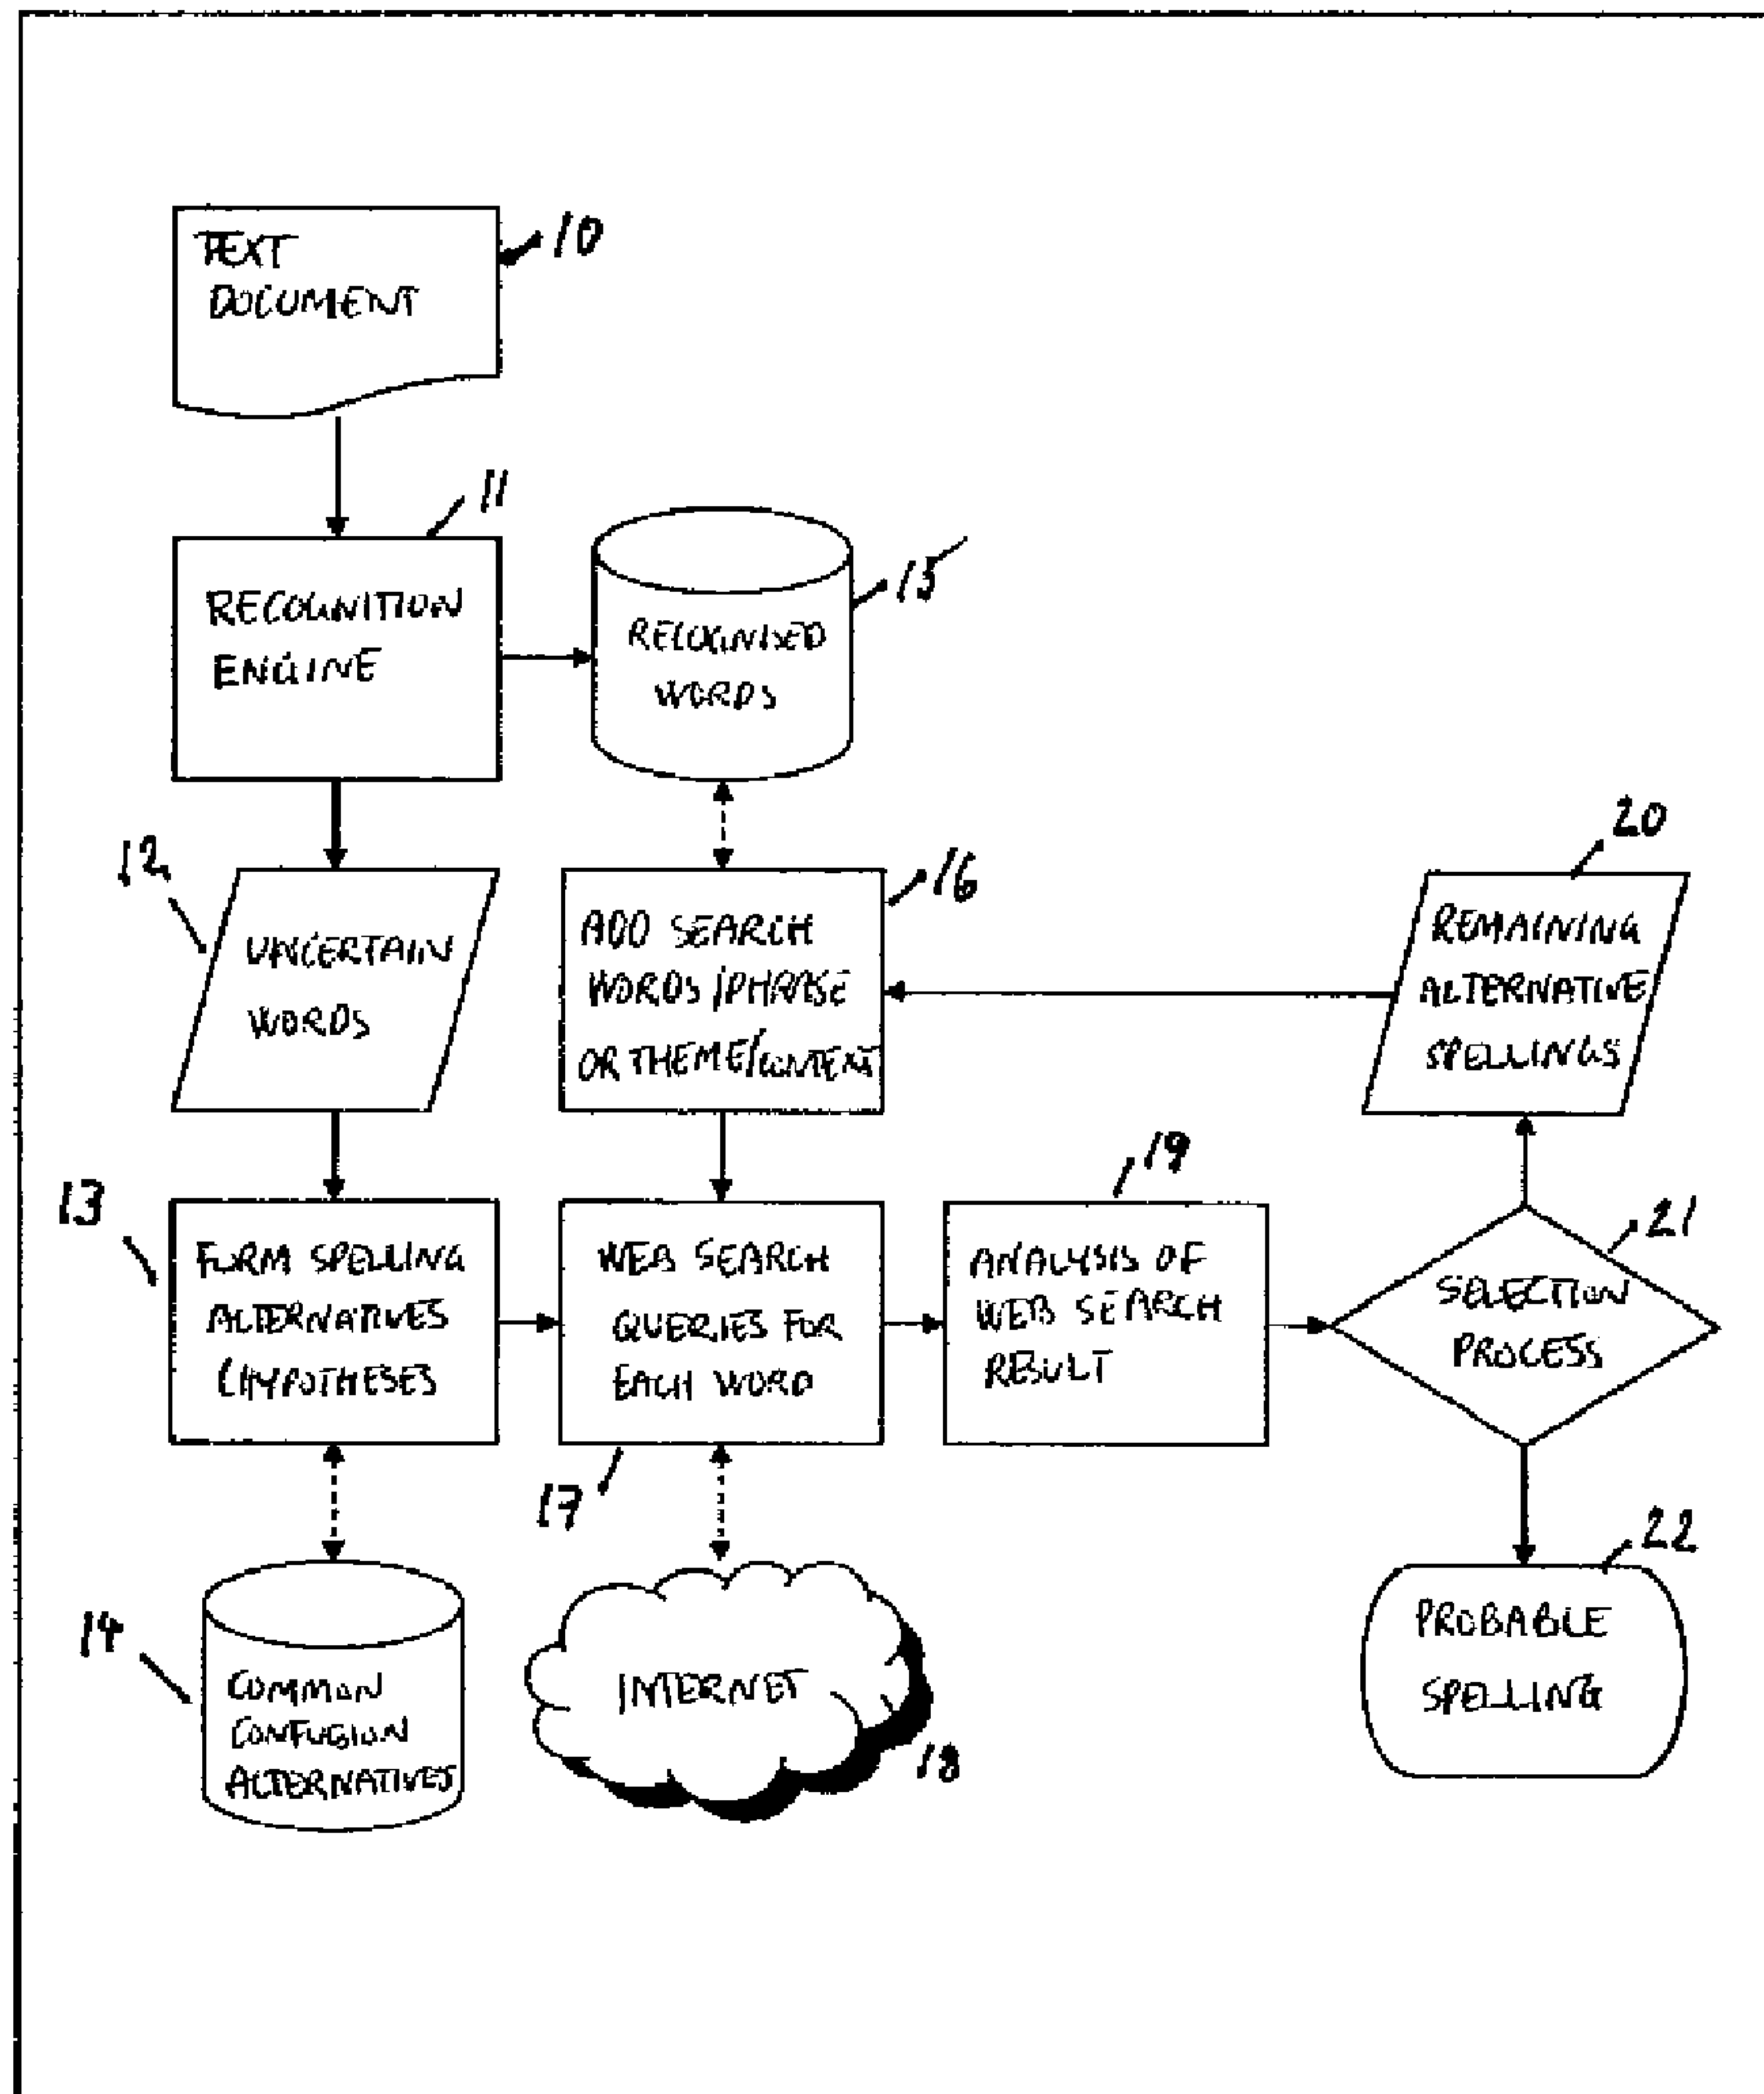 TEXT
DOCUMENT
10
11
RECOGNITION
ENGINE
15
RECOGNISED
WORDS
12
UNCERTAIN
WORDS
16
ADD SEARCH
WORDS/PHRASE
OR THEME/CONTEXT
20
REMAINING
ALTERNATIVE
SPELLINGS
13
FORM SPELLING
ALTERNATIVES
(HYPOTHESES
WEB SEARCH
QUERIES FOR
EACH WORD
17
19
ANALYSIS OF
WEB SEARCH
RESULT
21
SELECTION
PROCESS
14
COMMON
CONFUSION
ALTERNATIVES
INTERNET
18
22
PROBABLE
SPELLING